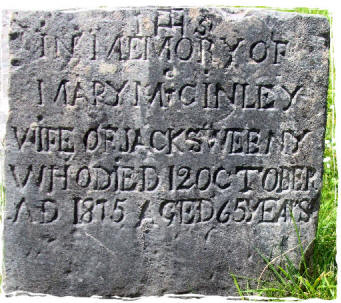 IHS
IN MEMORY OF
MARY McGINLEY
WIFE OF JACK SWEENY
WHO DIED 12 OCTOBER
AD 1875 AGED 65 YEARS